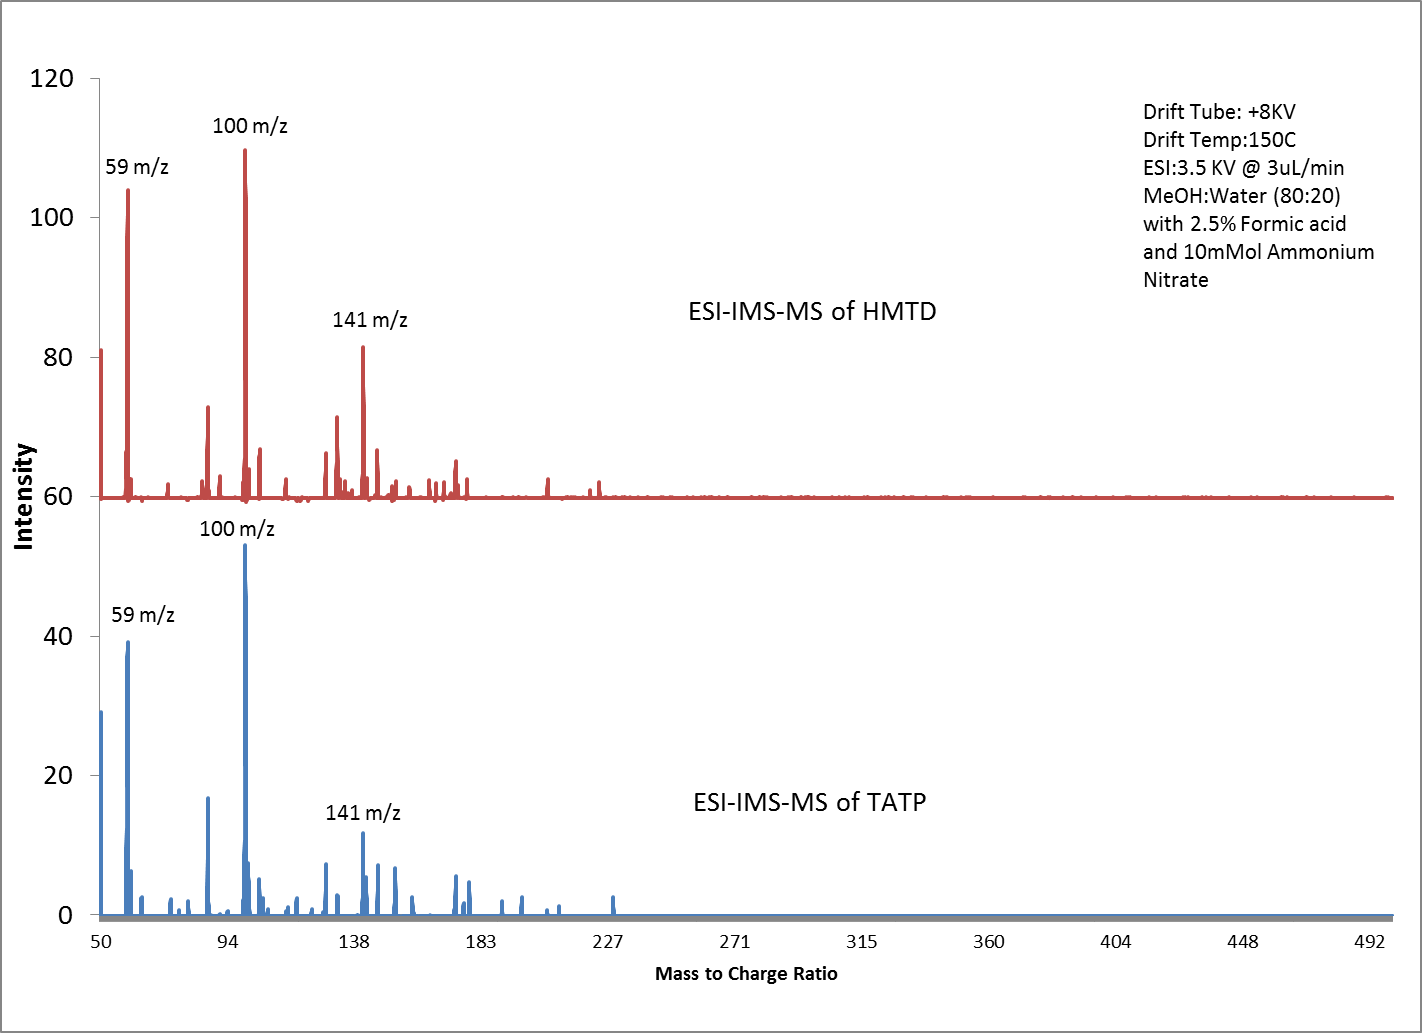 120
100
80
60
40
20
0
Intensity
100 m/z
59 m/z
141 m/z
Drift Tube: +8KV
Drift Temp:150C
ESI:3.5 KV @ 3uL/min
MeOH:Water (80:20)
with 2.5% Formic acid
and 10mMol Ammonium
Nitrate
ESI-IMS-MS of HMTD
100 m/z
59 m/z
141 m/z
ESI-IMS-MS of TATP
50 94 138 183 227 271 315 360 404 448 492
Mass to Charge Ratio